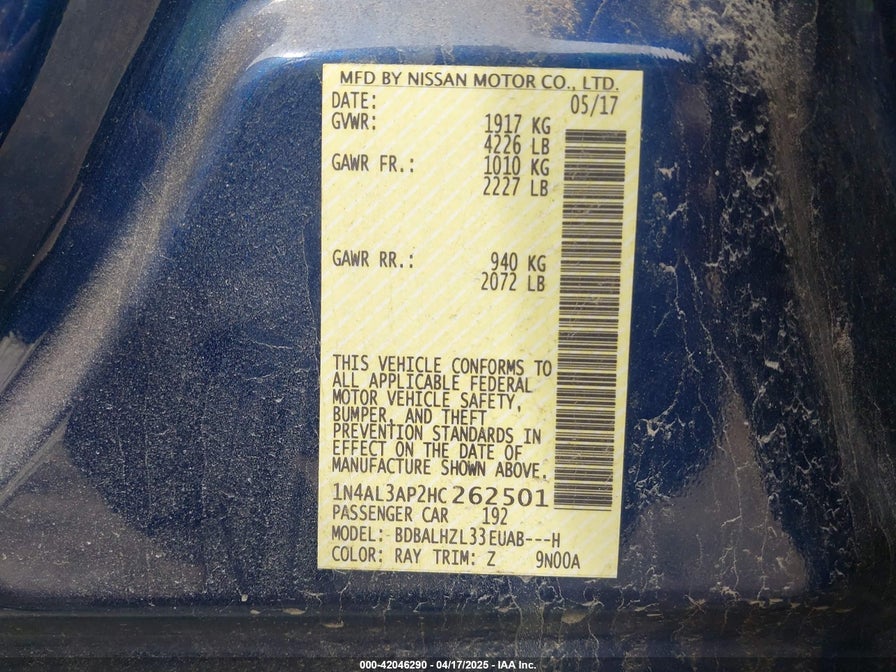 MFD BY NISSAN MOTOR CO., LTD.
DATE: 05/17
GVWR: 1917 KG
4226 LB
GAWR FR.: 1010 KG
2227 LB
GAWR RR.: 940 KG
2072 LB
THIS VEHICLE CONFORMS TO
ALL APPLICABLE FEDERAL
MOTOR VEHICLE SAFETY,
BUMPER, AND THEFT
PREVENTION STANDARDS IN
EFFECT ON THE DATE OF
MANUFACTURE SHOWN ABOVE.
1N4AL3AP2HC262501
PASSENGER CAR 192
MODEL: BDBALHZL33EUAB---H
COLOR: RAY TRIM: Z 9N00A
000-42046290 - 04/17/2025 - IAA Inc.